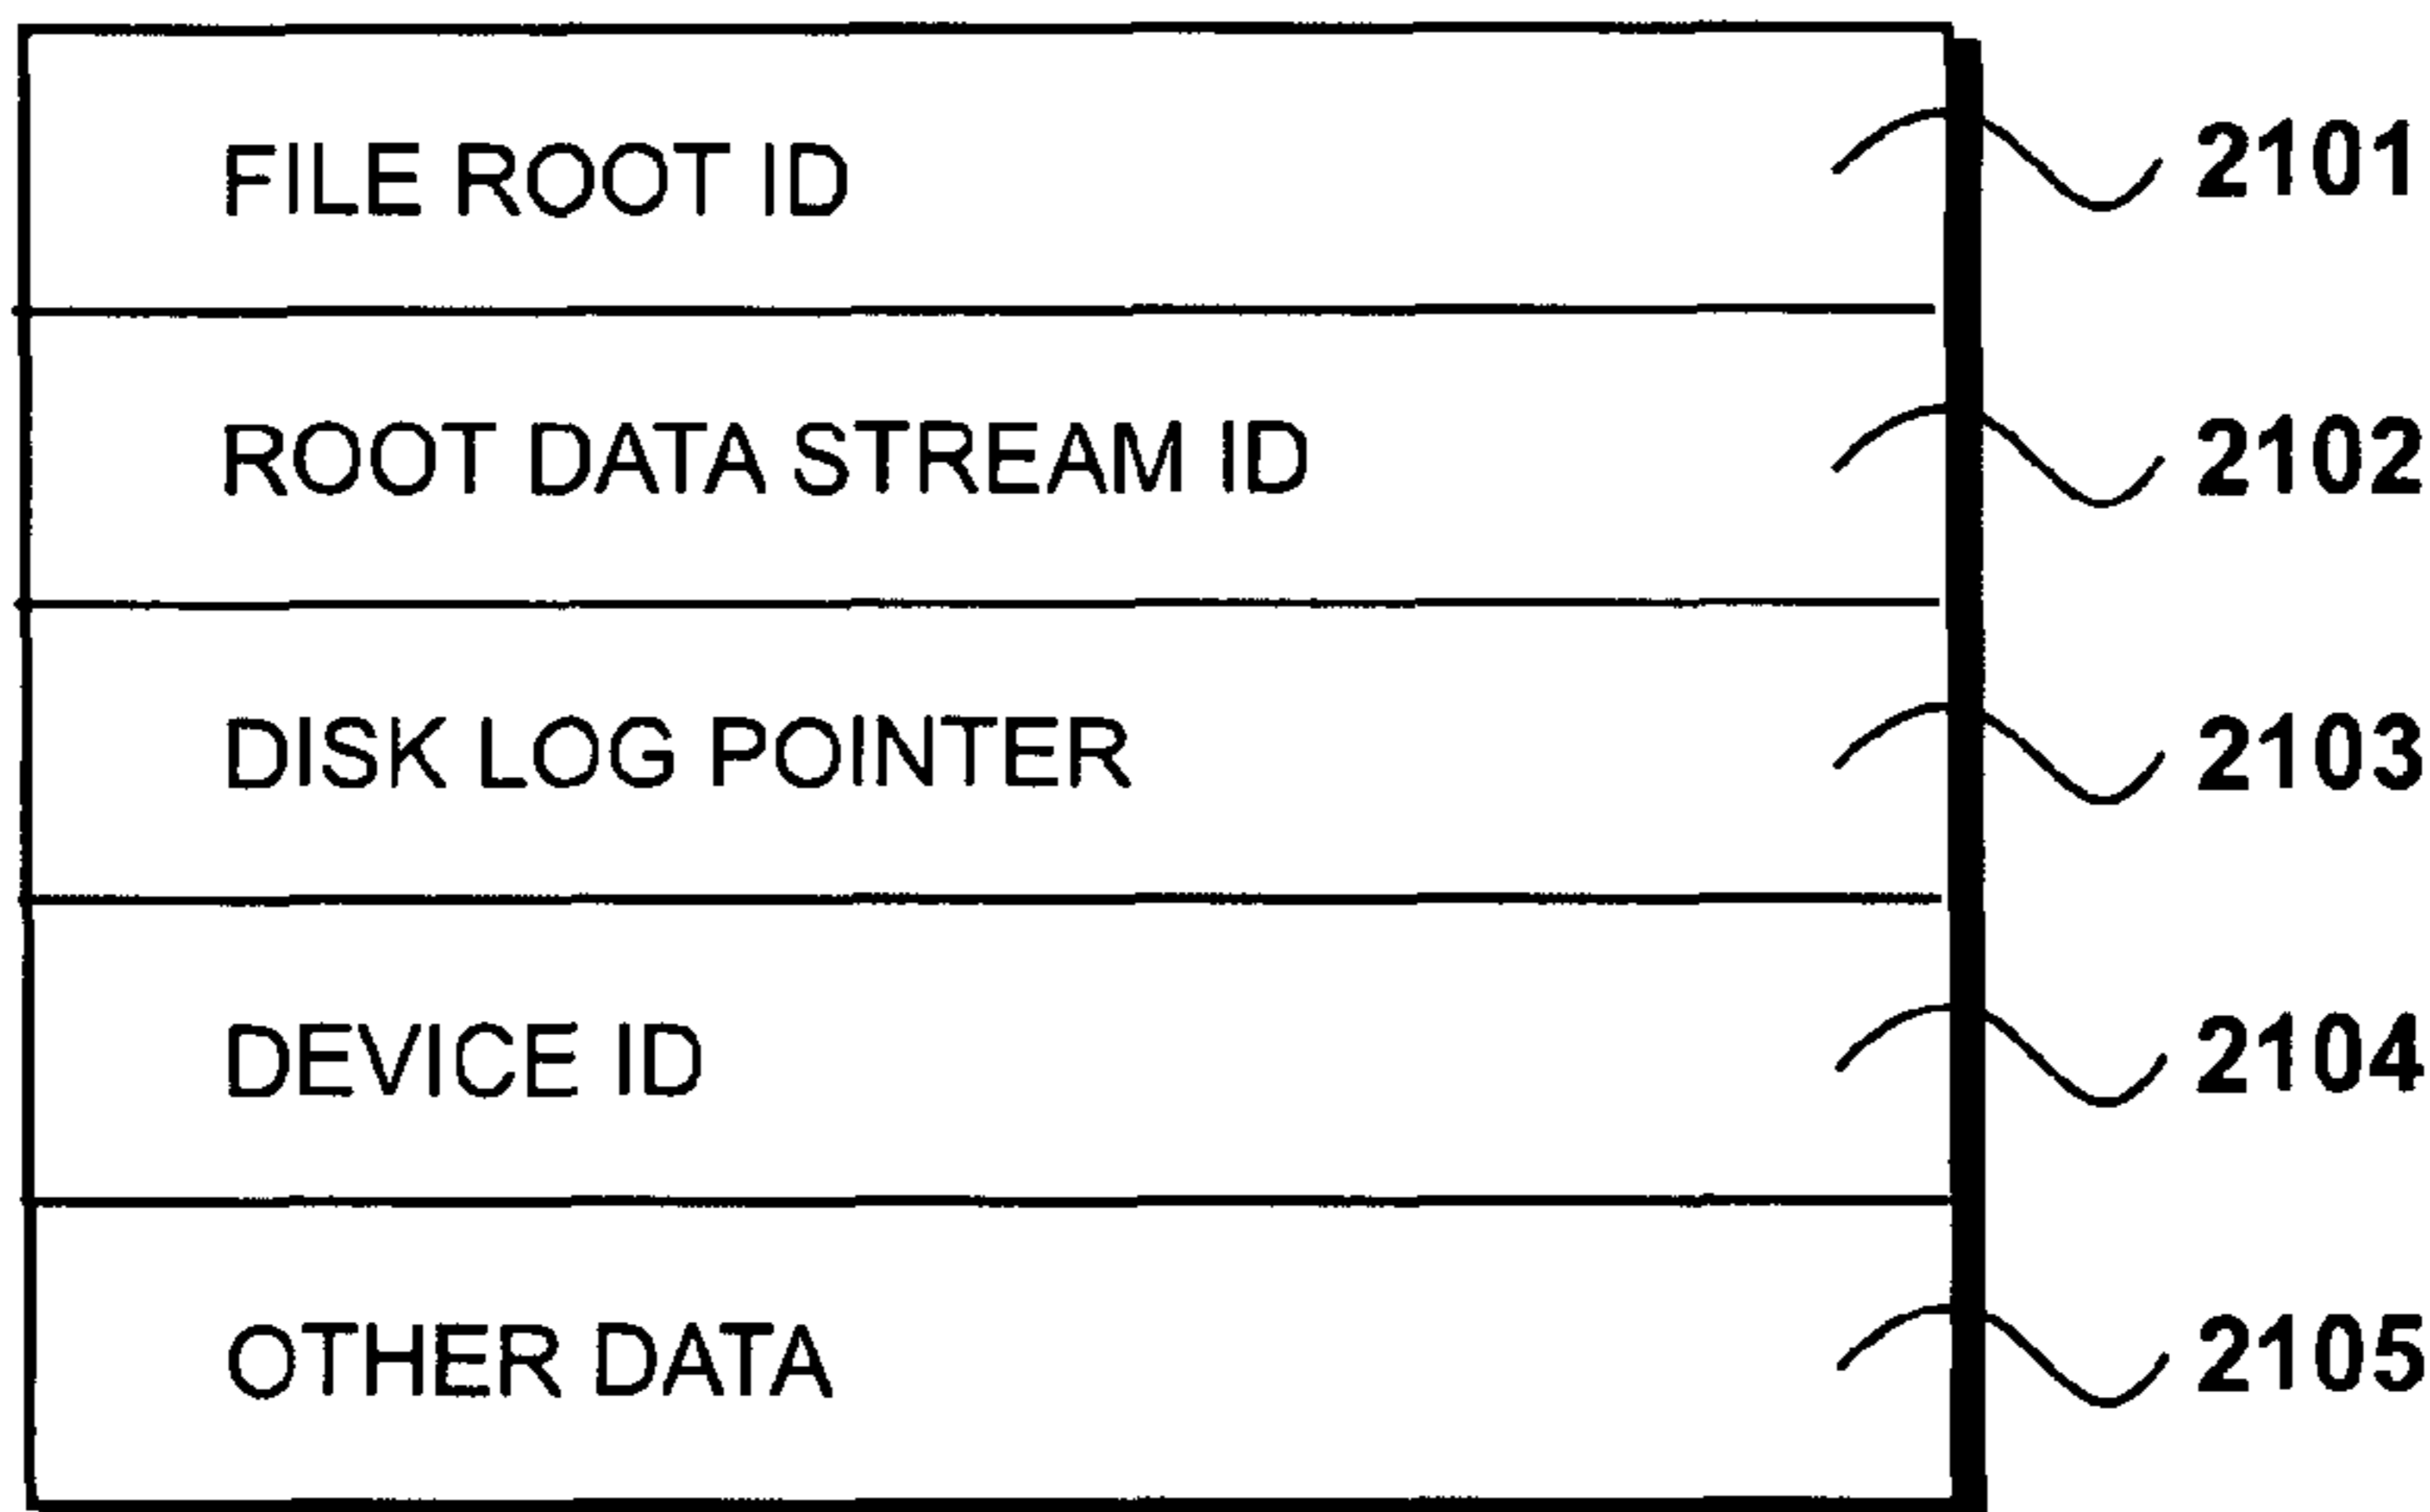 FILE ROOT ID 2101
ROOT DATA STREAM ID 2102
DISK LOG POINTER 2103
DEVICE ID 2104
OTHER DATA 2105